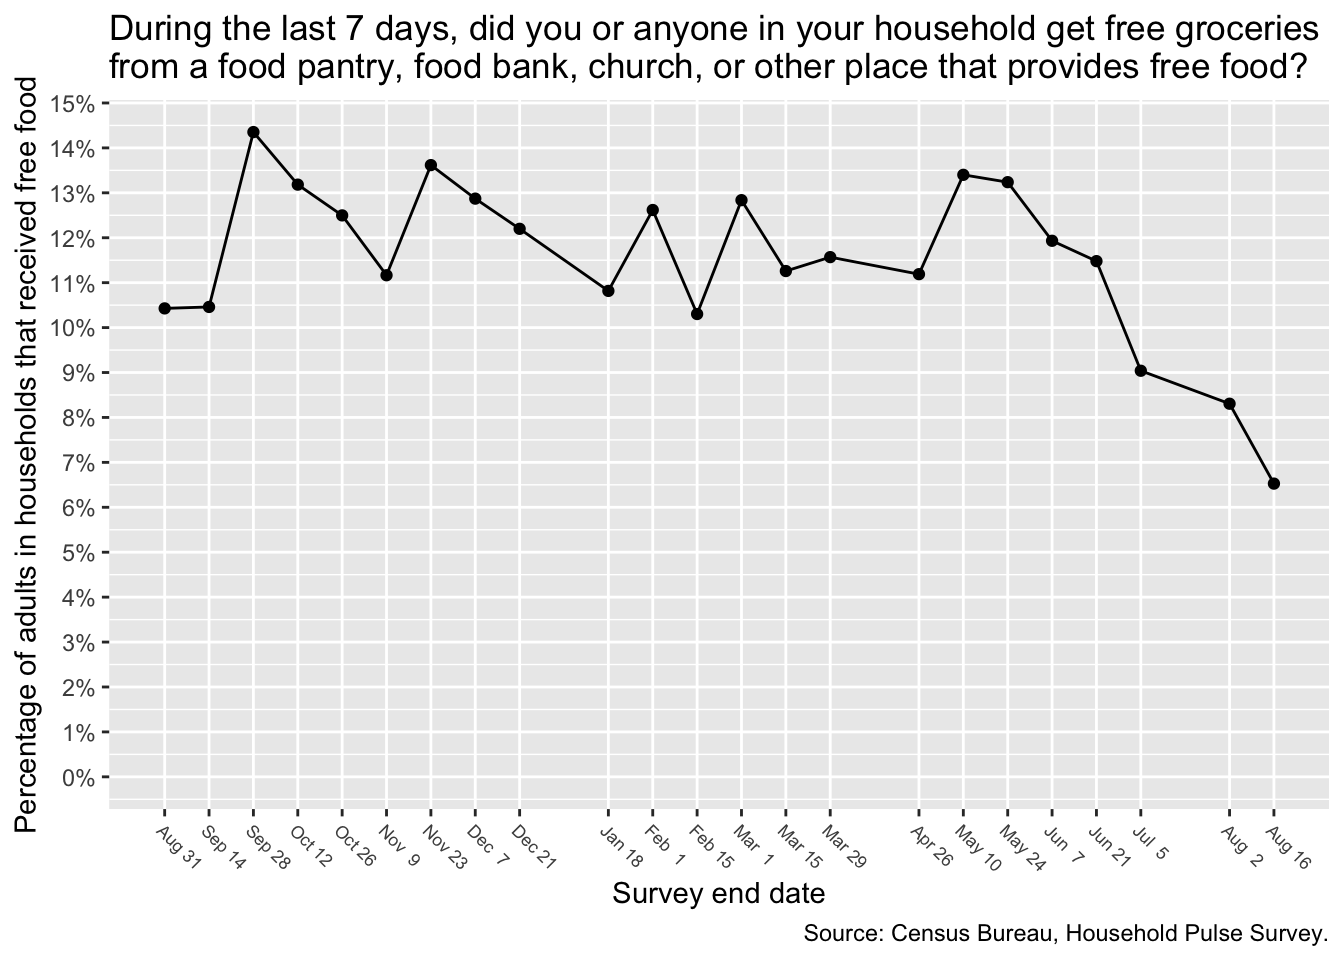 During the last 7 days, did you or anyone in your household get free groceries
from a food pantry, food bank, church, or other place that provides free food?
Percentage of adults in households that received free food
15%
14%
13%
12%
11%
10%
9%
8%
7%
6%
5%
4%
3%
2%
1%
0%
Aug 31
Sep 14
Sep 28
Oct 12
Oct 26
Nov 9
Nov 23
Dec 7
Dec 21
Jan 18
Feb 1
Feb 15
Mar 1
Mar 15
Mar 29
Apr 26
May 10
May 24
Jun 7
Jun 21
Jul 5
Aug 2
Aug 16
Survey end date
Source: Census Bureau, Household Pulse Survey.